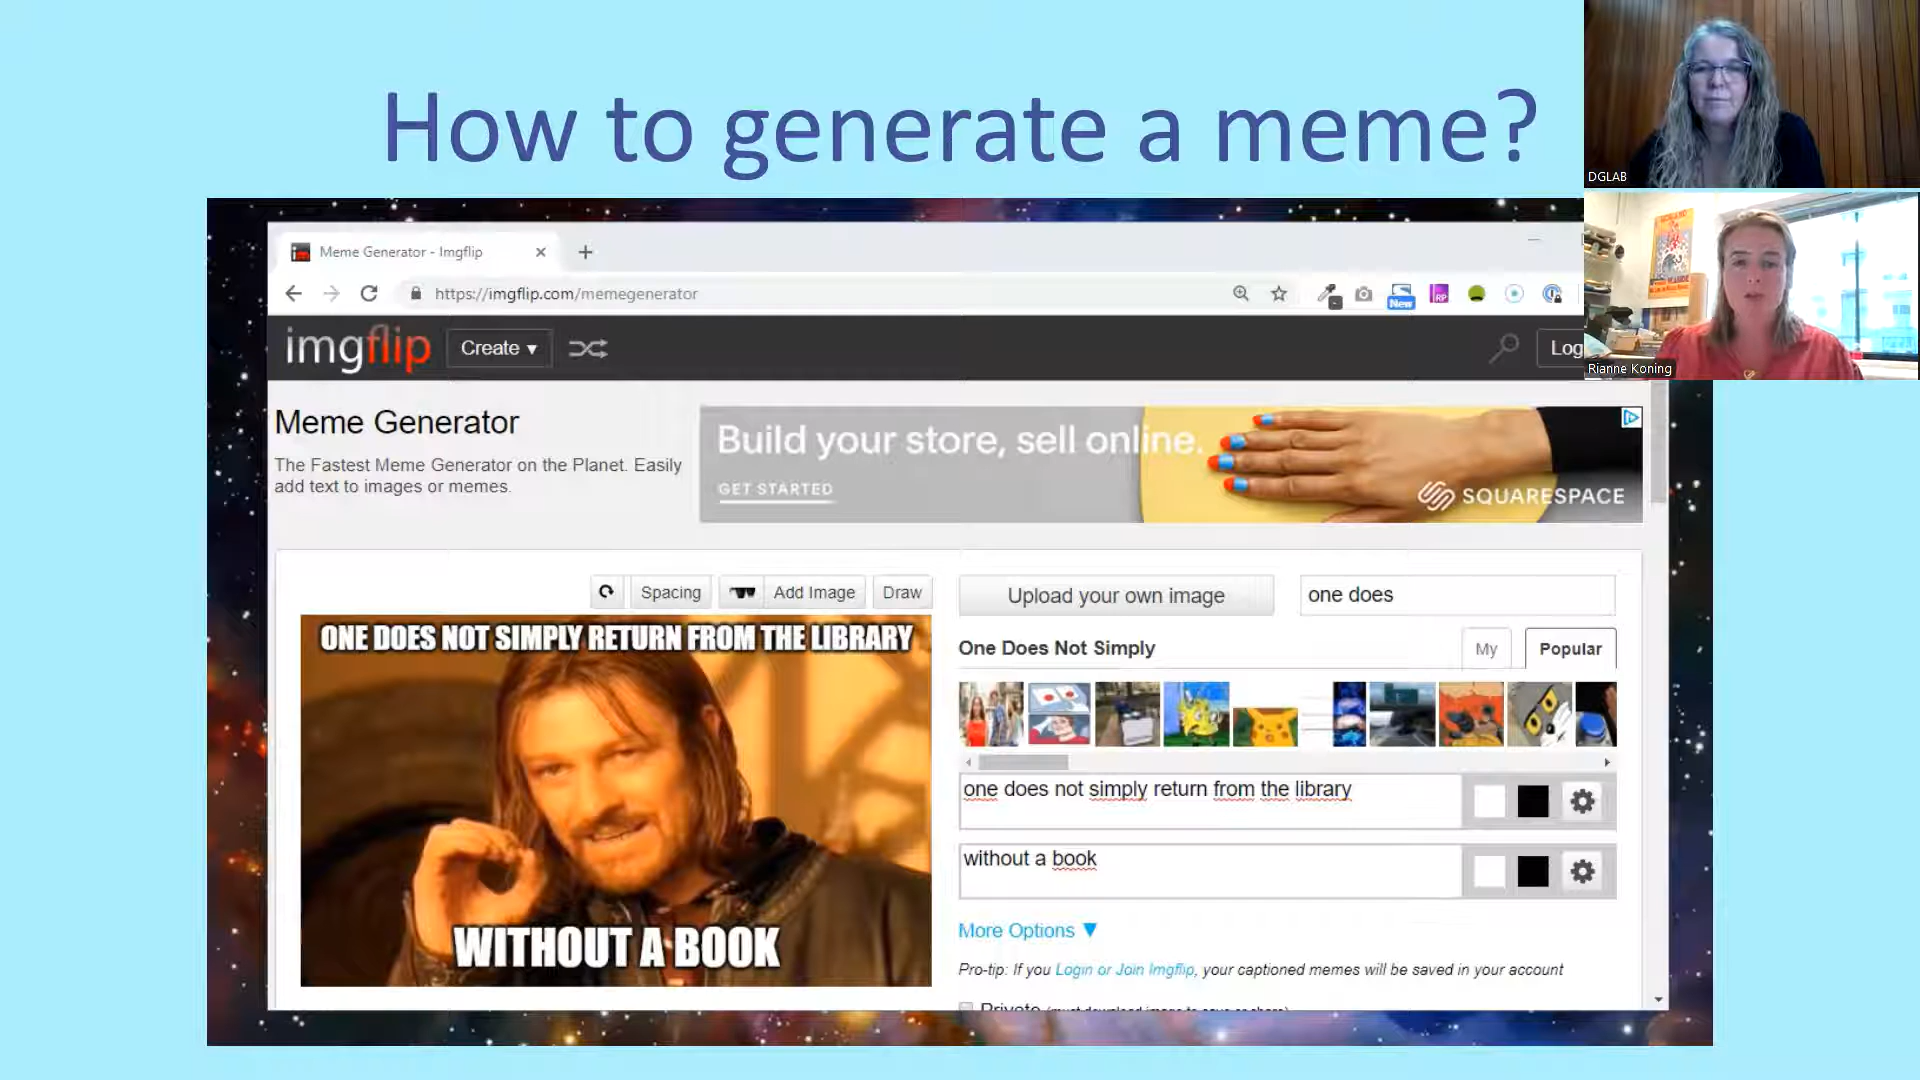 How to generate a meme?
DGLAB
Rianne Koning
Meme Generator - Imgflip
https://imgflip.com/memegenerator
New
RP
imgflip
Create ▾
Log
Meme Generator
The Fastest Meme Generator on the Planet. Easily
add text to images or memes.
Build your store, sell online.
GET STARTED
SQUARESPACE
Spacing
Add Image
Draw
Upload your own image
one does
ONE DOES NOT SIMPLY RETURN FROM THE LIBRARY
WITHOUT A BOOK
One Does Not Simply
My
Popular
one does not simply return from the library
without a book
More Options ▼
Pro-tip: If you Login or Join Imgflip, your captioned memes will be saved in your account
Private